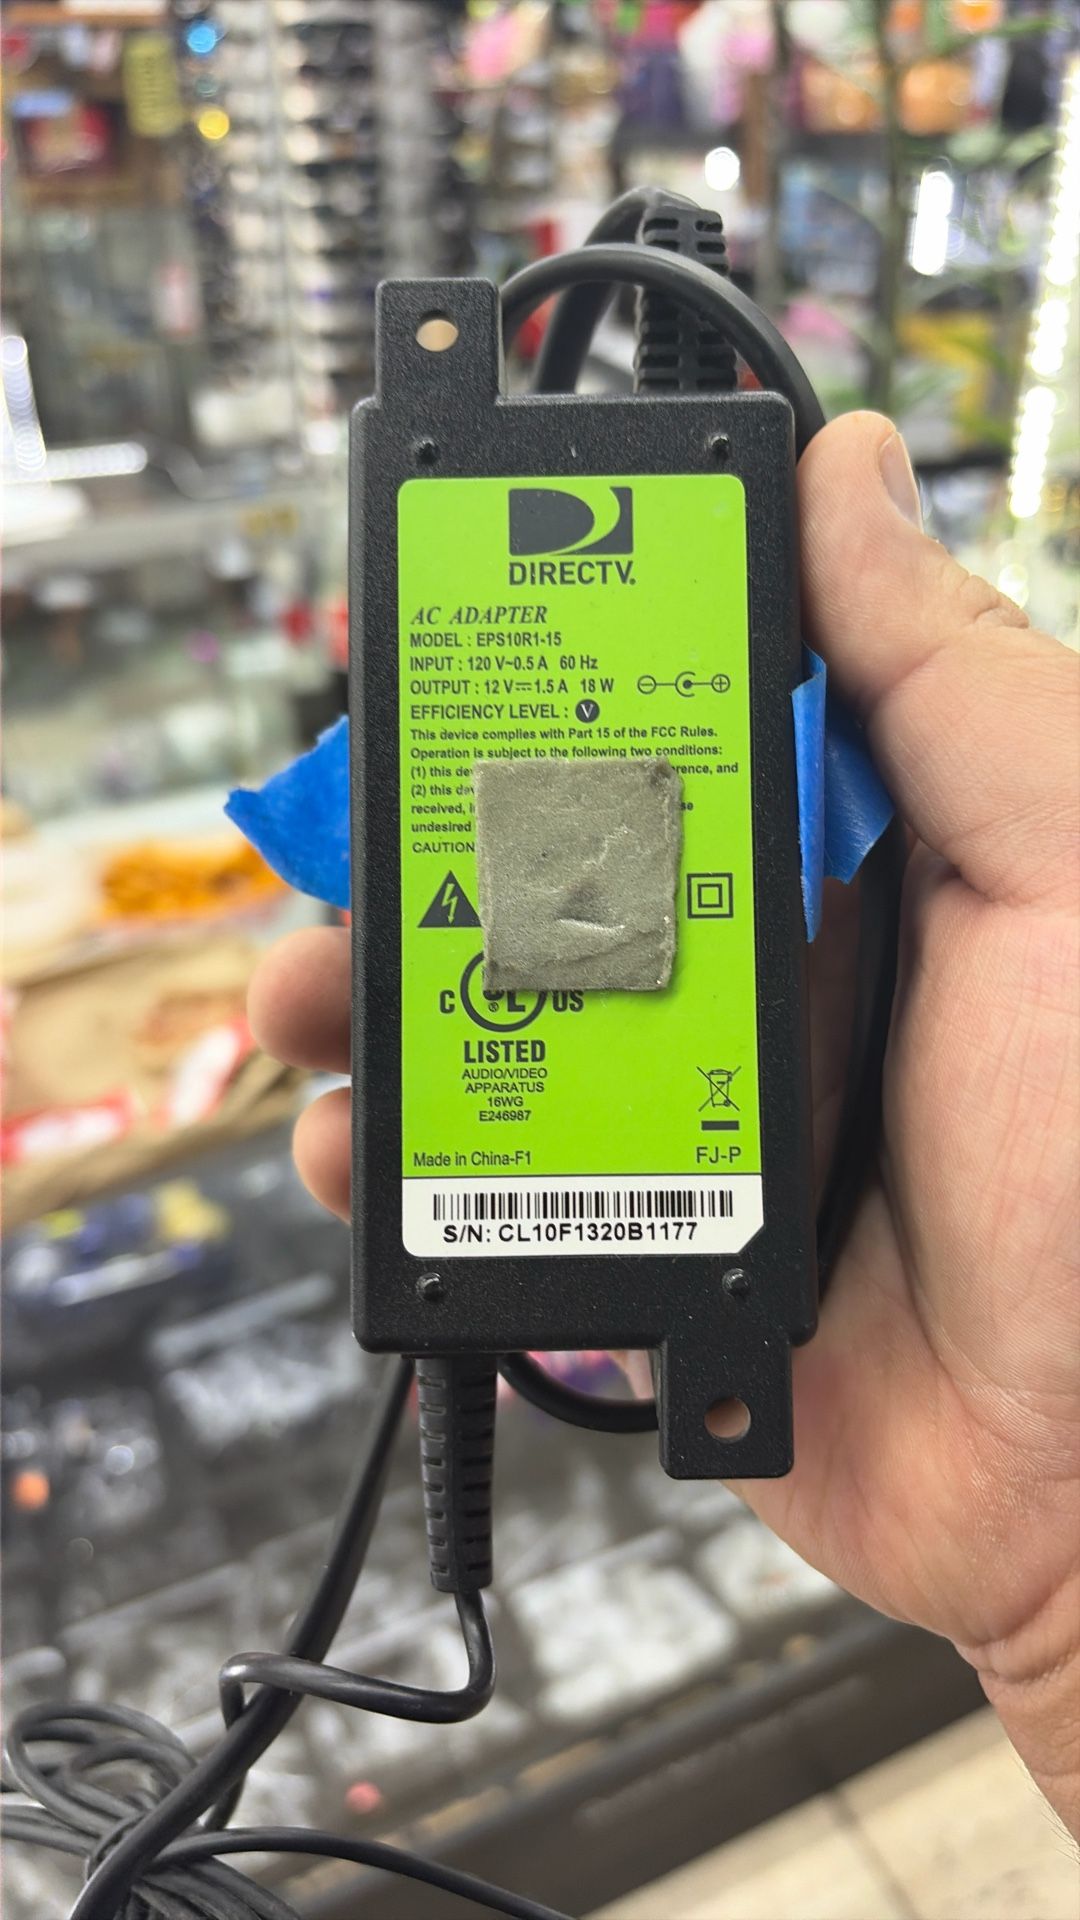 DIRECTV®
AC ADAPTER
MODEL : EPS10R1-15
INPUT : 120 V~0.5 A 60 Hz
OUTPUT : 12 V⎓1.5 A 18 W
EFFICIENCY LEVEL : V
This device complies with Part 15 of the FCC Rules.
Operation is subject to the following two conditions:
(1) this and
(2) this
received,
undesired
CAUTION
C UL® US
LISTED
AUDIO/VIDEO
APPARATUS
16WG
E246987
Made in China-F1
FJ-P
S/N: CL10F1320B1177